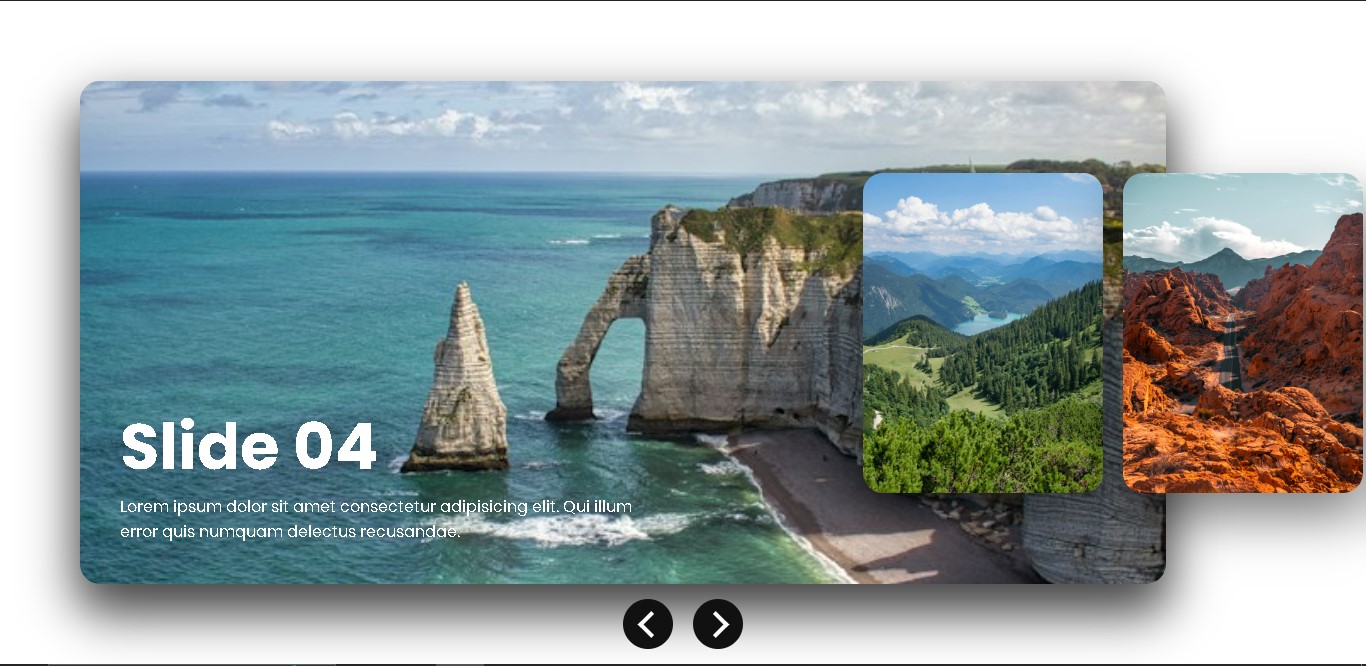 Slide 04
Lorem ipsum dolor sit amet consectetur adipisicing elit. Qui illum
error quis numquam delectus recusandae.